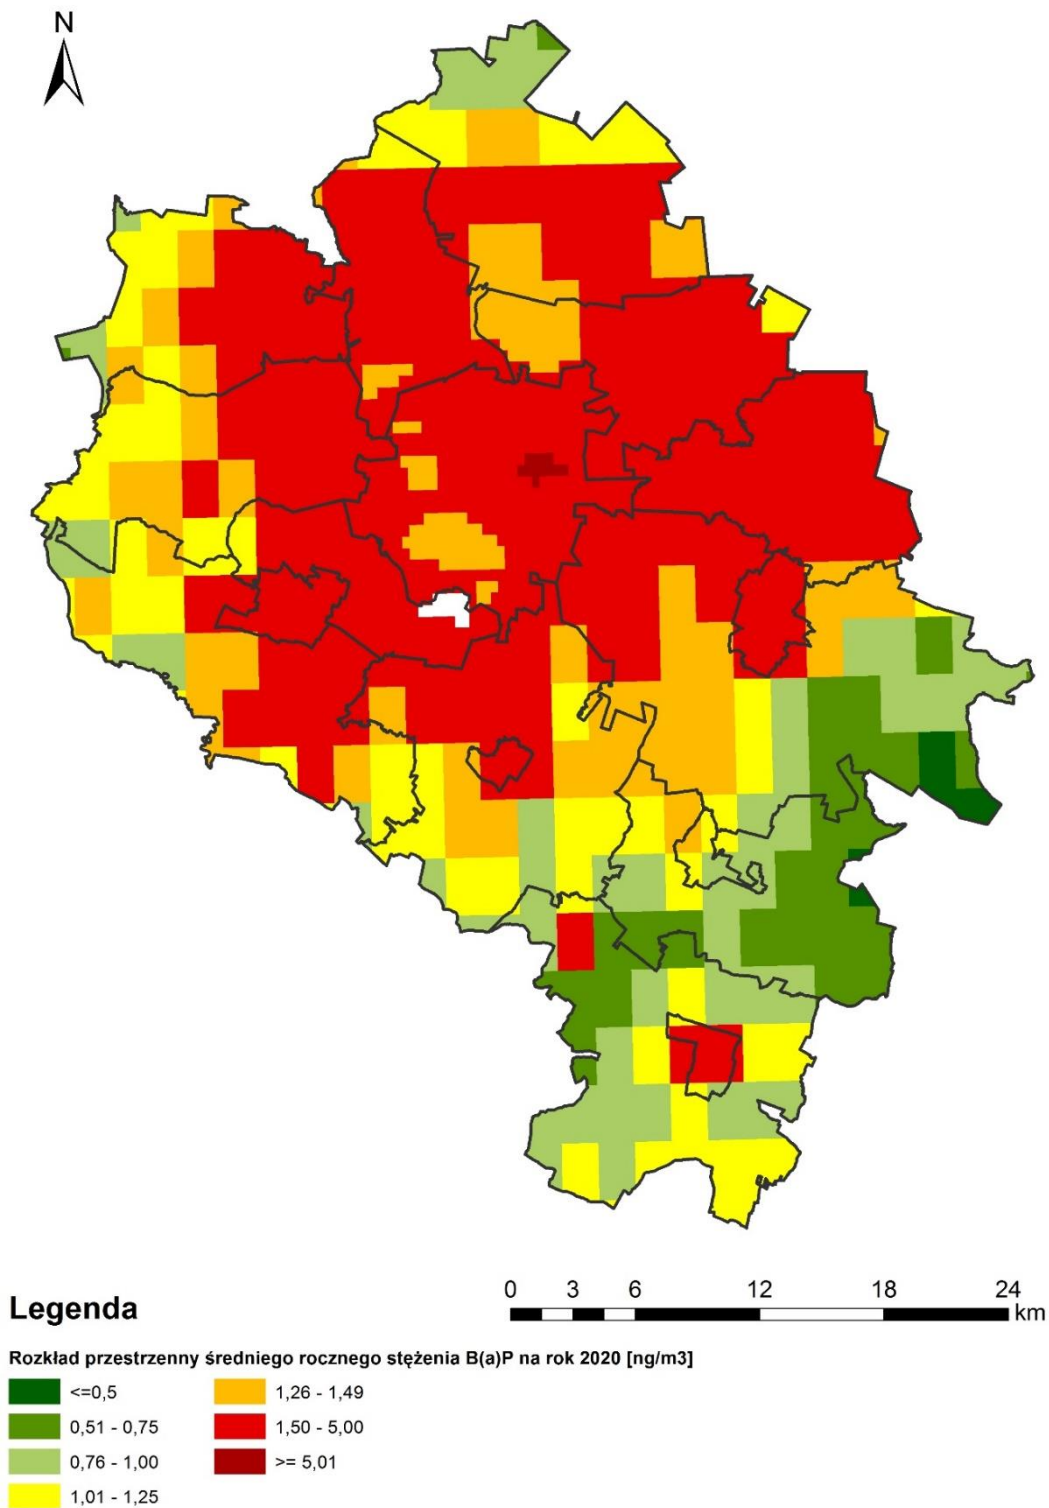 N
0 3 6 12 18 24
km
Legenda
Rozkład przestrzenny średniego rocznego stężenia B(a)P na rok 2020 [ng/m3]
<=0,5
0,51 - 0,75
0,76 - 1,00
1,01 - 1,25
1,26 - 1,49
1,50 - 5,00
>= 5,01